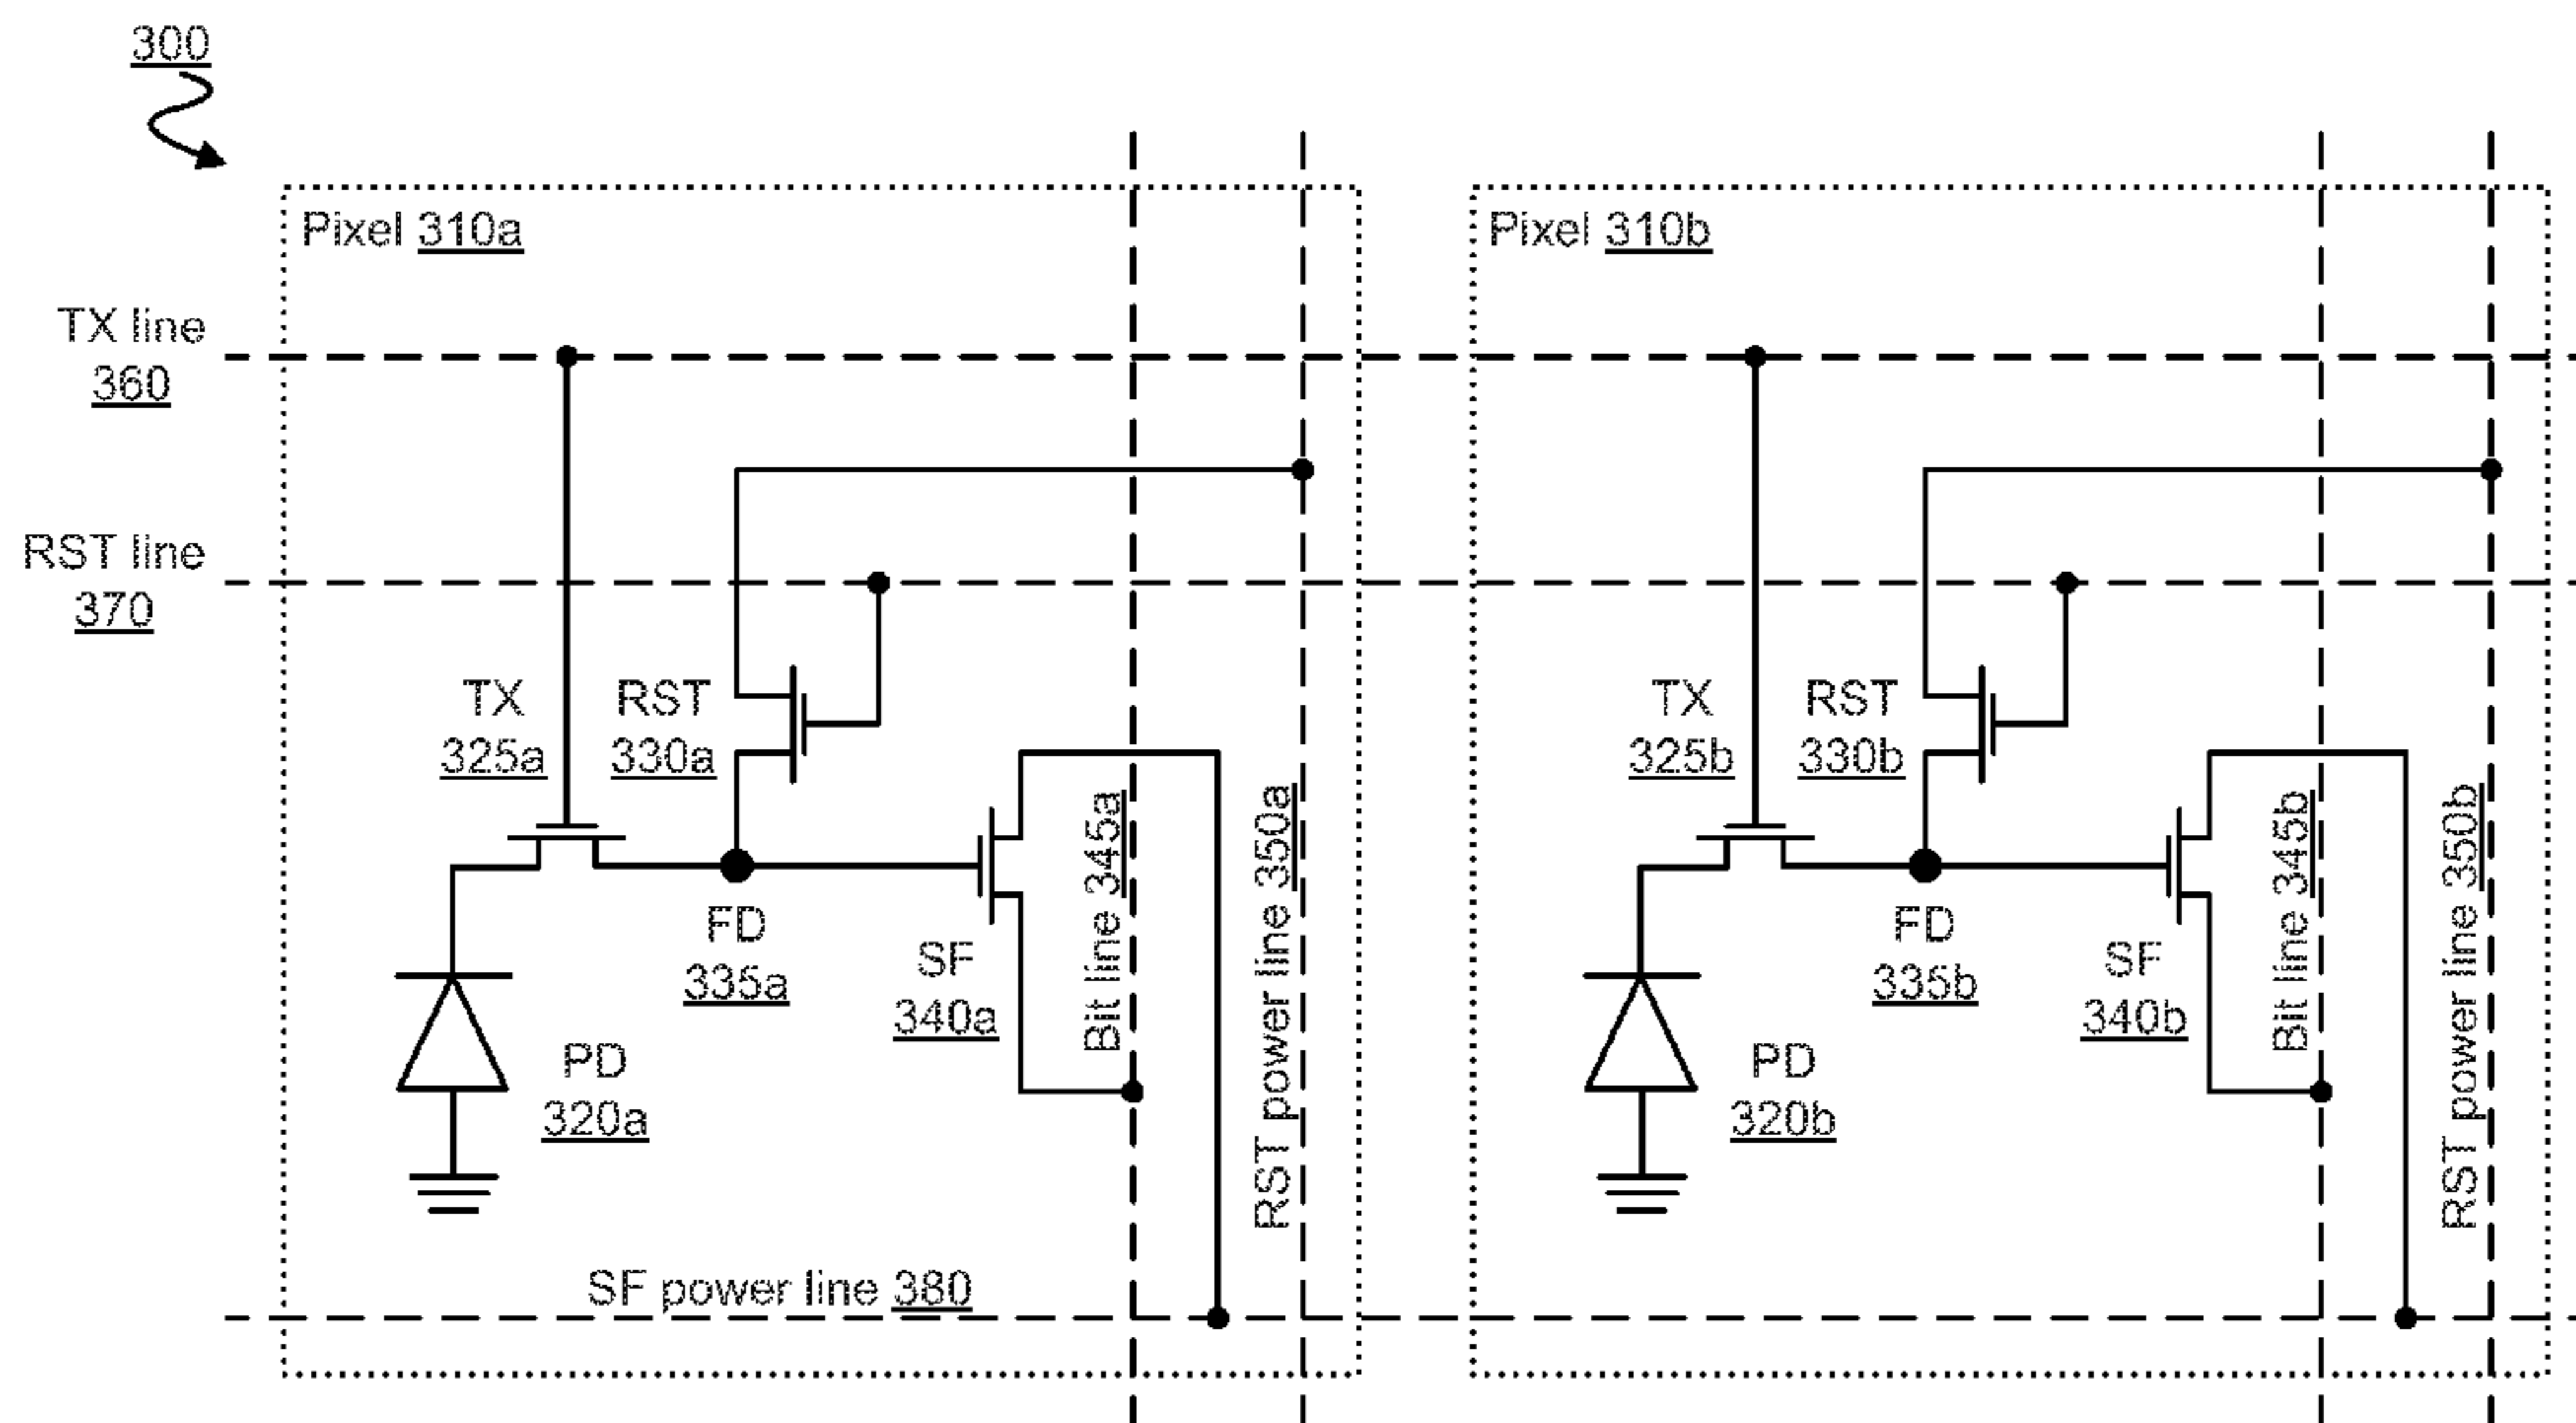 300
Pixel 310a
Pixel 310b
TX line
360
RST line
370
TX
325a
RST
330a
TX
325b
RST
330b
FD
335a
SF
340a
Bit line 345a
RST power line 350a
FD
335b
SF
340b
Bit line 345b
RST power line 350b
PD
320a
PD
320b
SF power line 380